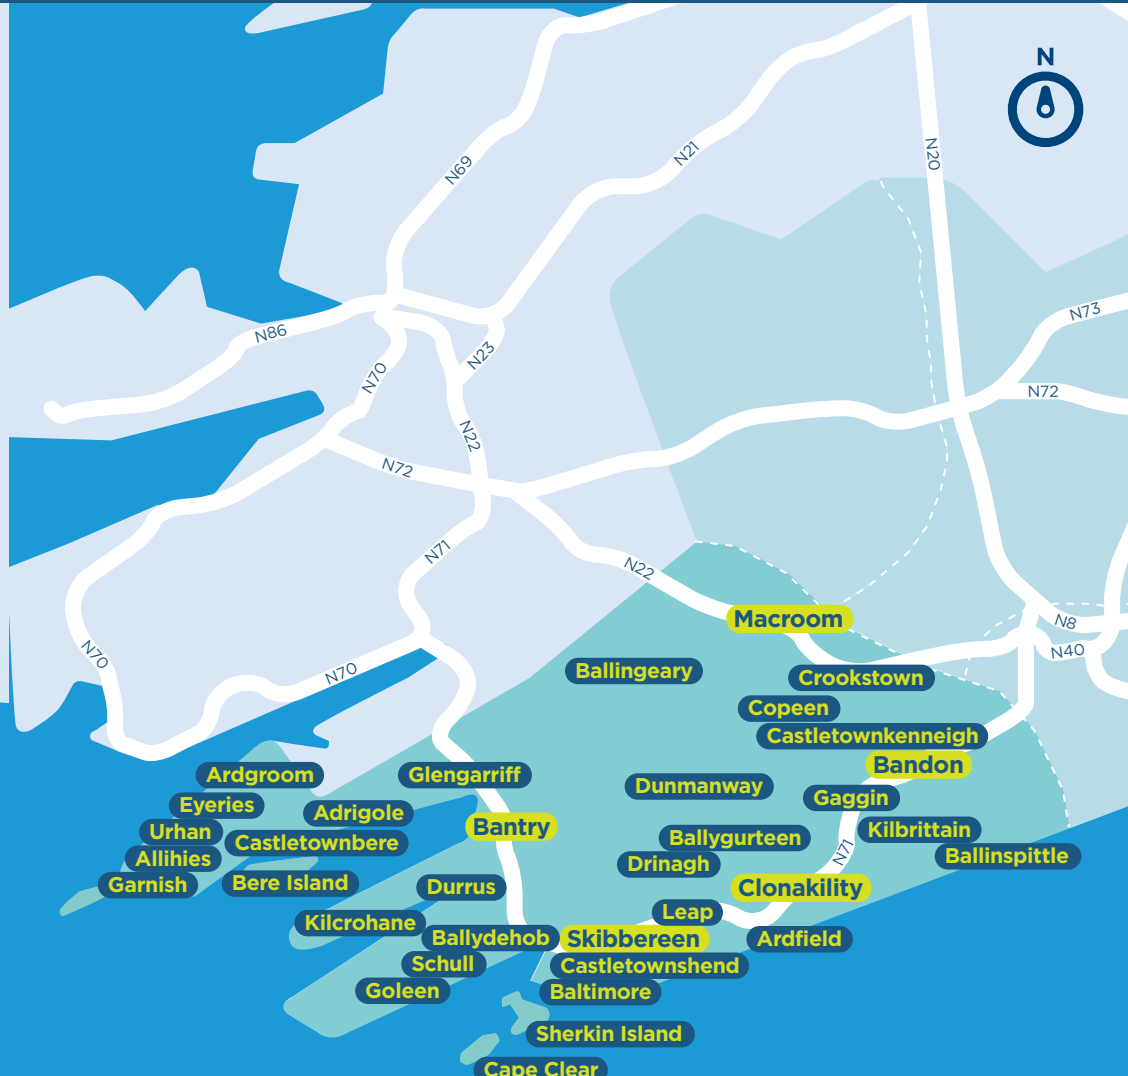 N
N20
N69
N21
N73
N86
N23
N70
N72
N22
N72
N71
N22
N8
Macroom
N70
N40
N70
Ballingeary
Crookstown
Copeen
Castletownkenneigh
Bandon
Ardgroom
Glengarriff
Dunmanway
Gaggin
Eyeries
Adrigole
Bantry
Kilbrittain
Urhan
Castletownbere
Ballygurteen
N71
Ballinspittle
Allihies
Drinagh
Garnish
Bere Island
Durrus
Clonakility
Leap
Kilcrohane
Ballydehob
Skibbereen
Ardfield
Schull
Castletownshend
Goleen
Baltimore
Sherkin Island
Cape Clear